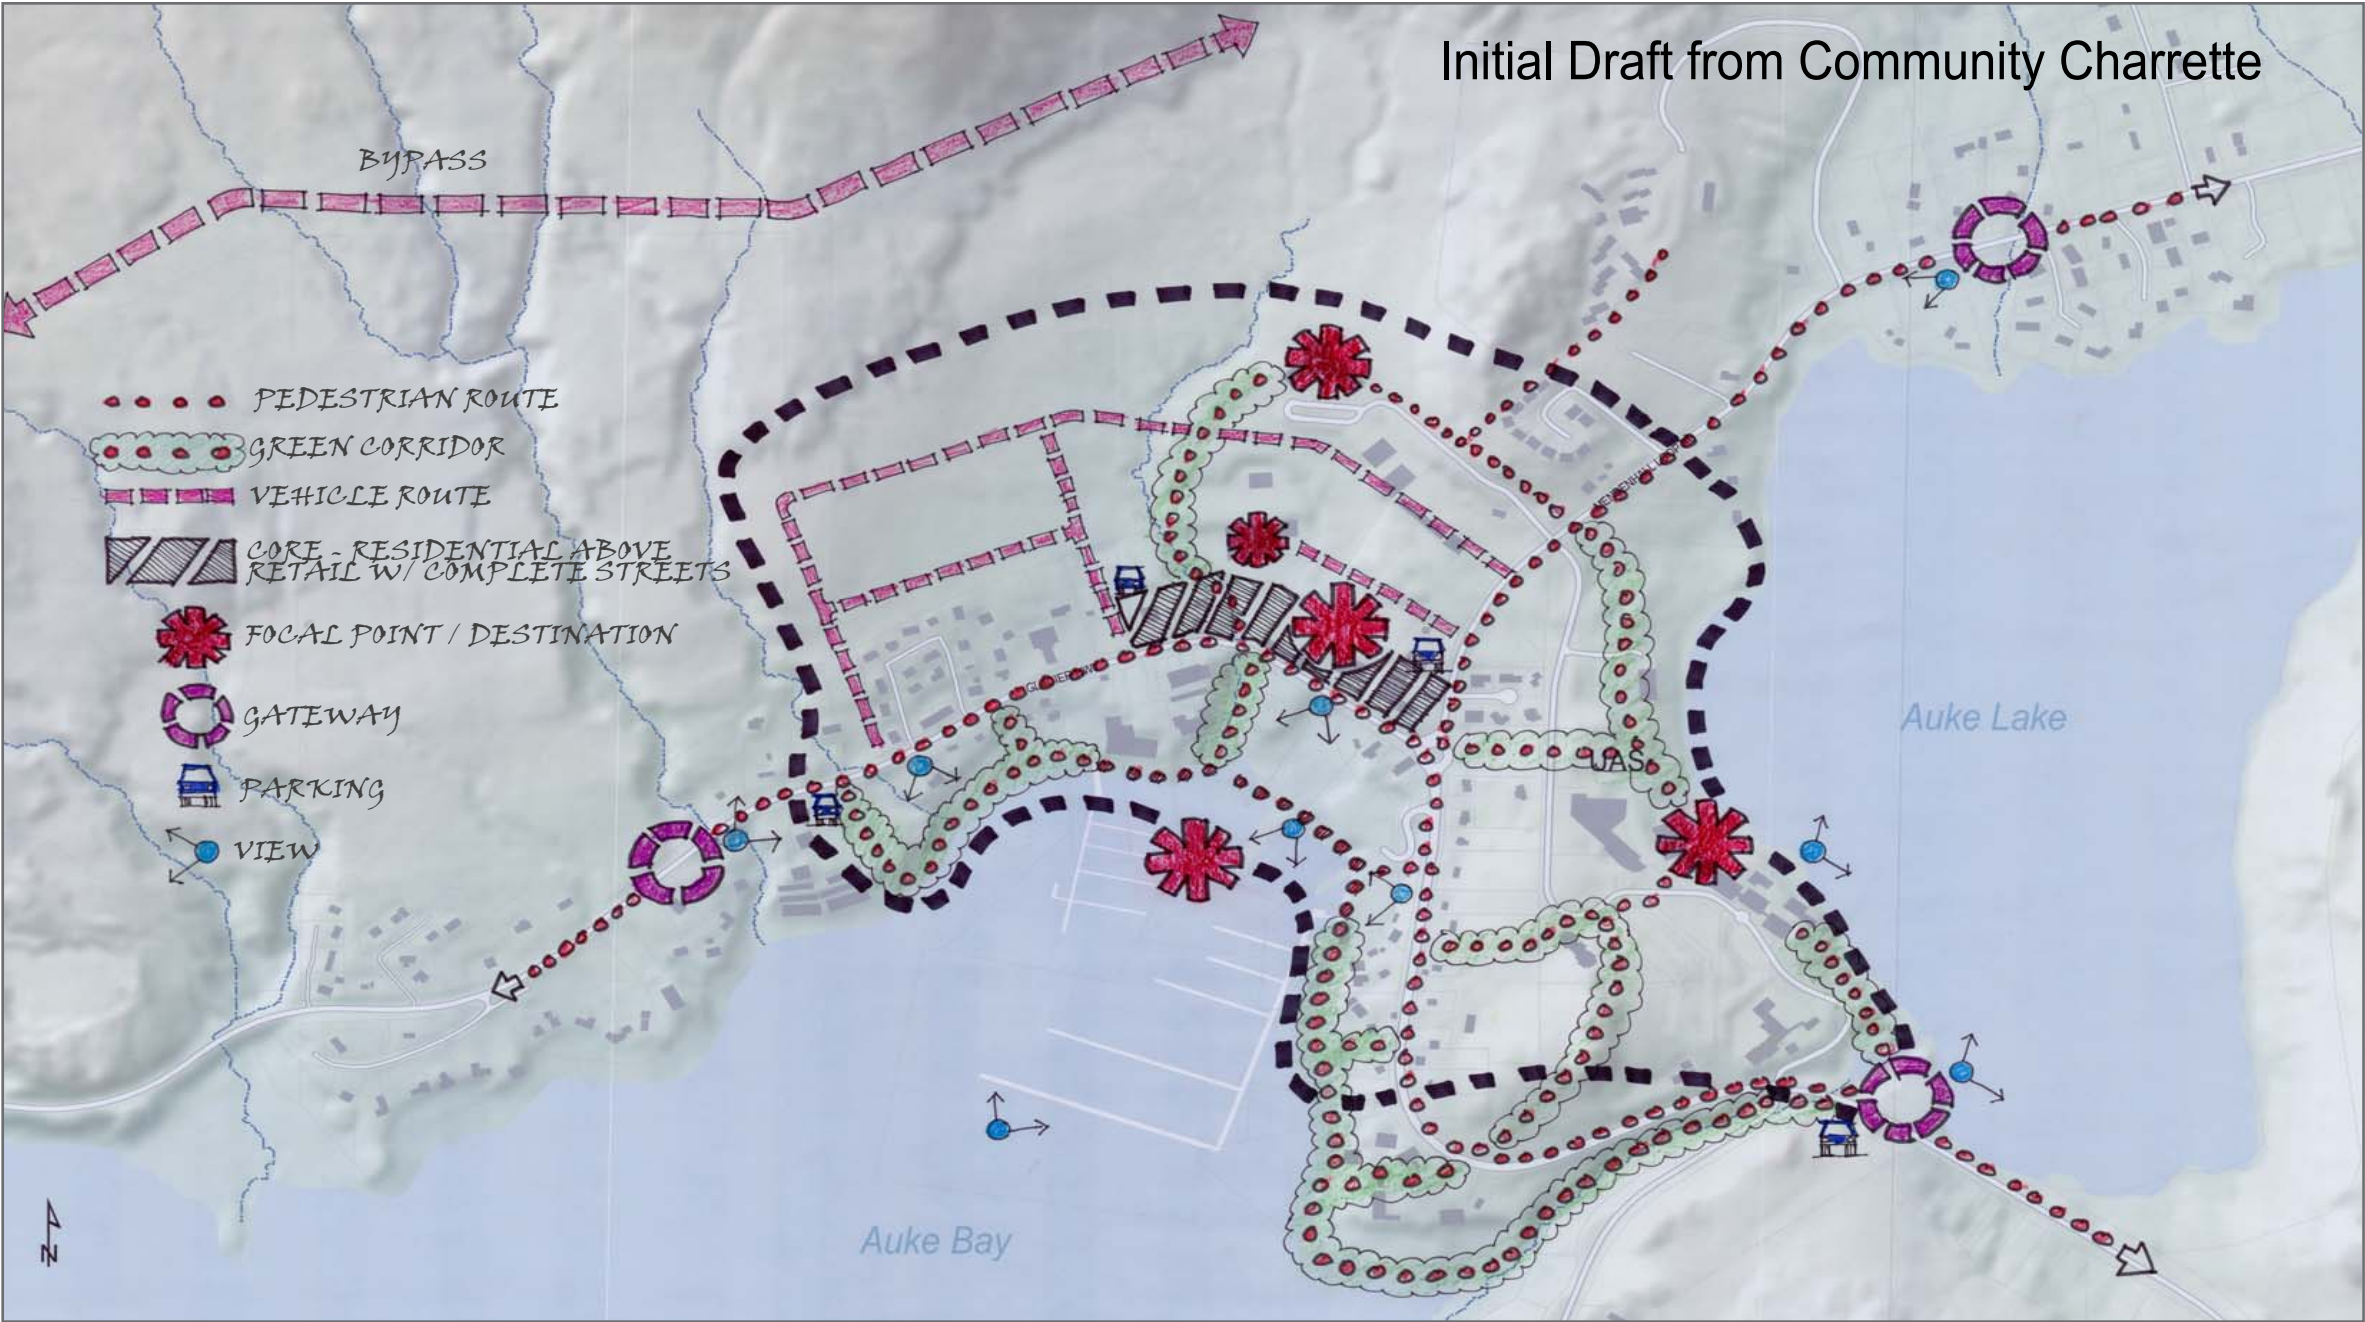 Initial Draft from Community Charrette
BYPASS
PEDESTRIAN ROUTE
GREEN CORRIDOR
VEHICLE ROUTE
CORE - RESIDENTIAL ABOVE
RETAIL W/ COMPLETE STREETS
FOCAL POINT / DESTINATION
GATEWAY
PARKING
VIEW
UAS
Auke Lake
Auke Bay
N